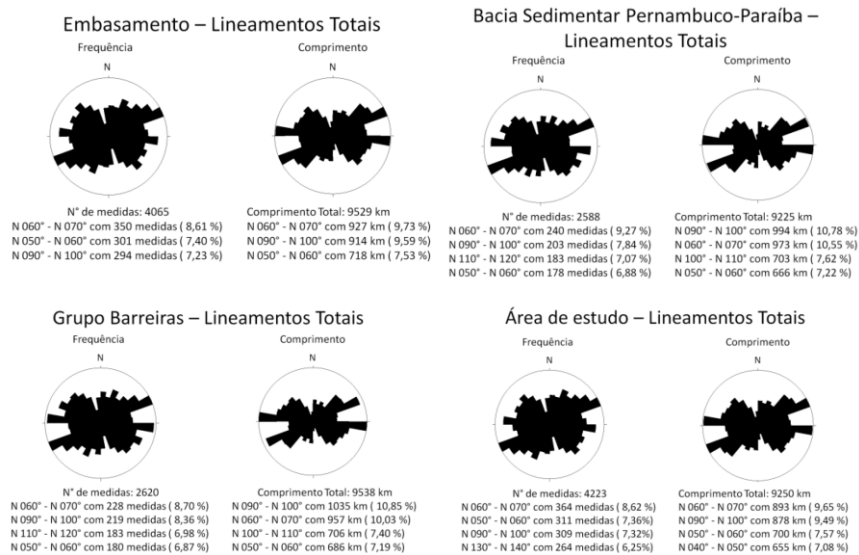 Embasamento – Lineamentos Totais
Frequência
N
Comprimento
N
N° de medidas: 4065
N 060° - N 070° com 350 medidas ( 8,61 %)
N 050° - N 060° com 301 medidas ( 7,40 %)
N 090° - N 100° com 294 medidas ( 7,23 %)
Comprimento Total: 9529 km
N 060° - N 070° com 927 km ( 9,73 %)
N 090° - N 100° com 914 km ( 9,59 %)
N 050° - N 060° com 718 km ( 7,53 %)
Bacia Sedimentar Pernambuco-Paraíba –
Lineamentos Totais
Frequência
N
Comprimento
N
N° de medidas: 2588
N 060° - N 070° com 240 medidas ( 9,27 %)
N 090° - N 100° com 203 medidas ( 7,84 %)
N 110° - N 120° com 183 medidas ( 7,07 %)
N 050° - N 060° com 178 medidas ( 6,88 %)
Comprimento Total: 9225 km
N 090° - N 100° com 994 km ( 10,78 %)
N 060° - N 070° com 973 km ( 10,55 %)
N 100° - N 110° com 703 km ( 7,62 %)
N 050° - N 060° com 666 km ( 7,22 %)
Grupo Barreiras – Lineamentos Totais
Frequência
N
Comprimento
N
N° de medidas: 2620
N 060° - N 070° com 228 medidas ( 8,70 %)
N 090° - N 100° com 219 medidas ( 8,36 %)
N 110° - N 120° com 183 medidas ( 6,98 %)
N 050° - N 060° com 180 medidas ( 6,87 %)
Comprimento Total: 9538 km
N 090° - N 100° com 1035 km ( 10,85 %)
N 060° - N 070° com 957 km ( 10,03 %)
N 100° - N 110° com 706 km ( 7,40 %)
N 050° - N 060° com 686 km ( 7,19 %)
Área de estudo – Lineamentos Totais
Frequência
N
Comprimento
N
N° de medidas: 4223
N 060° - N 070° com 364 medidas ( 8,62 %)
N 050° - N 060° com 311 medidas ( 7,36%)
N 090° - N 100° com 309 medidas ( 7,32%)
N 130° - N 140° com 264 medidas ( 6,25%)
Comprimento Total: 9250 km
N 060° - N 070° com 893 km ( 9,65 %)
N 090° - N 100° com 878 km ( 9,49 %)
N 050° - N 060° com 700 km ( 7,57 %)
N 040° - N 050° com 655 km ( 7,08 %)